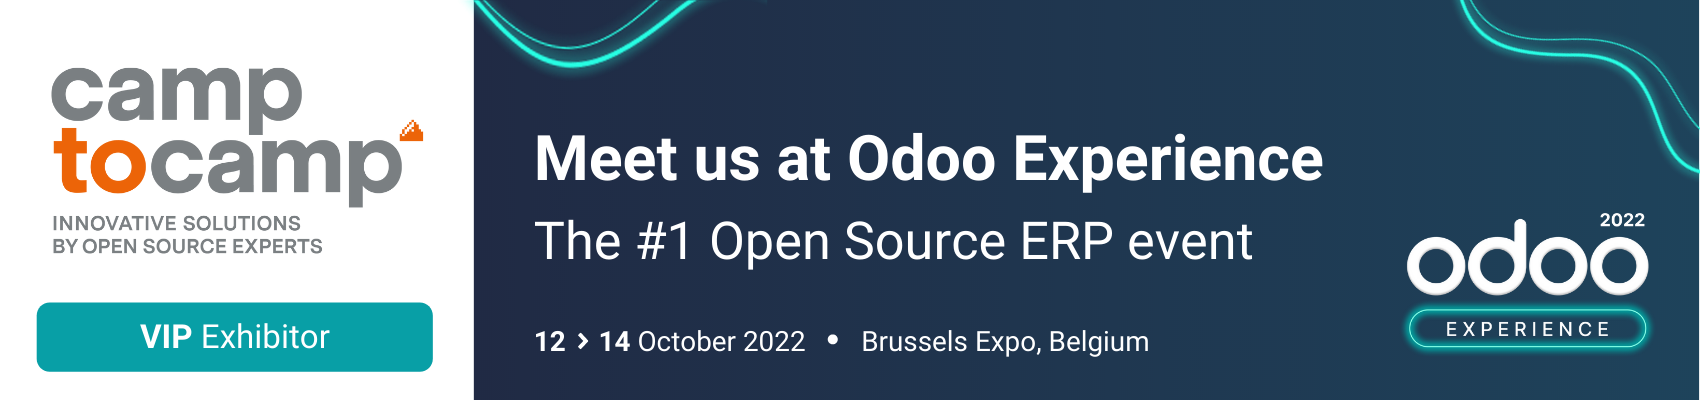 camp
tocamp
INNOVATIVE SOLUTIONS
BY OPEN SOURCE EXPERTS
VIP Exhibitor
Meet us at Odoo Experience
The #1 Open Source ERP event
12 > 14 October 2022 • Brussels Expo, Belgium
2022
odoo
EXPERIENCE